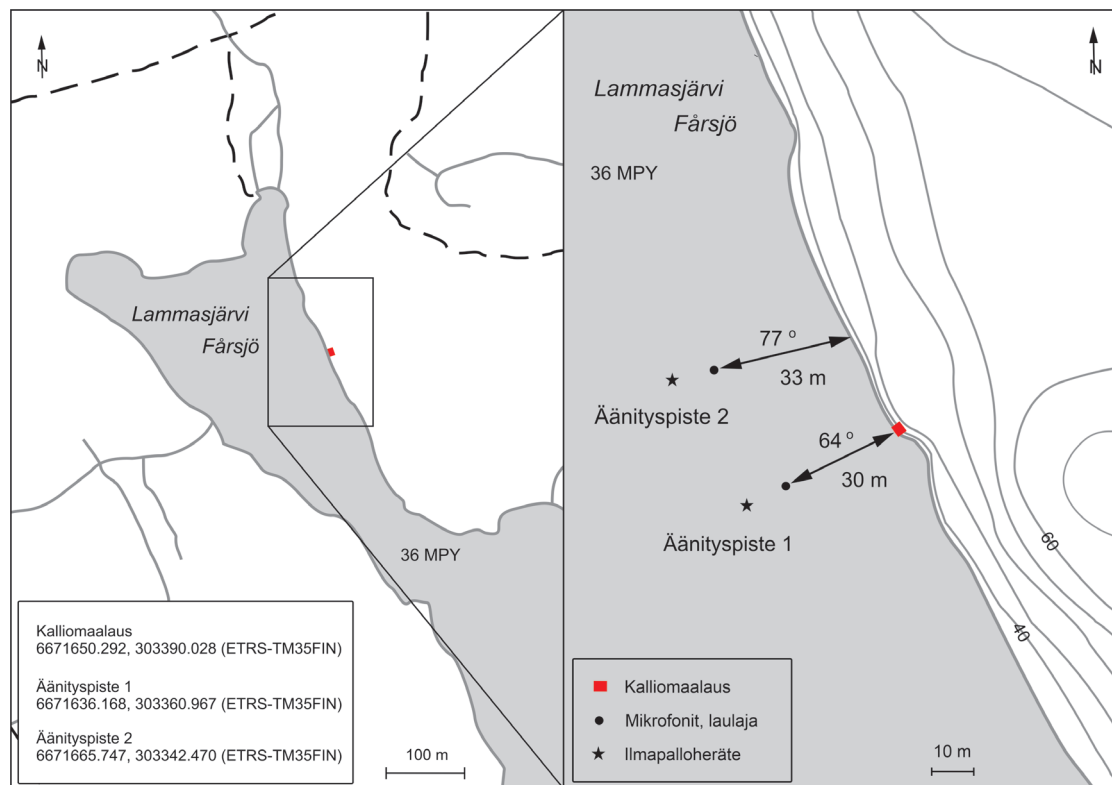 N
Lammasjärvi
Fårsjö
36 MPY
Kalliomaalaus
6671650.292, 303390.028 (ETRS-TM35FIN)
Äänityspiste 1
6671636.168, 303360.967 (ETRS-TM35FIN)
Äänityspiste 2
6671665.747, 303342.470 (ETRS-TM35FIN)
100 m
N
Lammasjärvi
Fårsjö
36 MPY
77 °
33 m
Äänityspiste 2
64 °
30 m
Äänityspiste 1
60
40
Kalliomaalaus
Mikrofonit, laulaja
Ilmapalloheräte
10 m